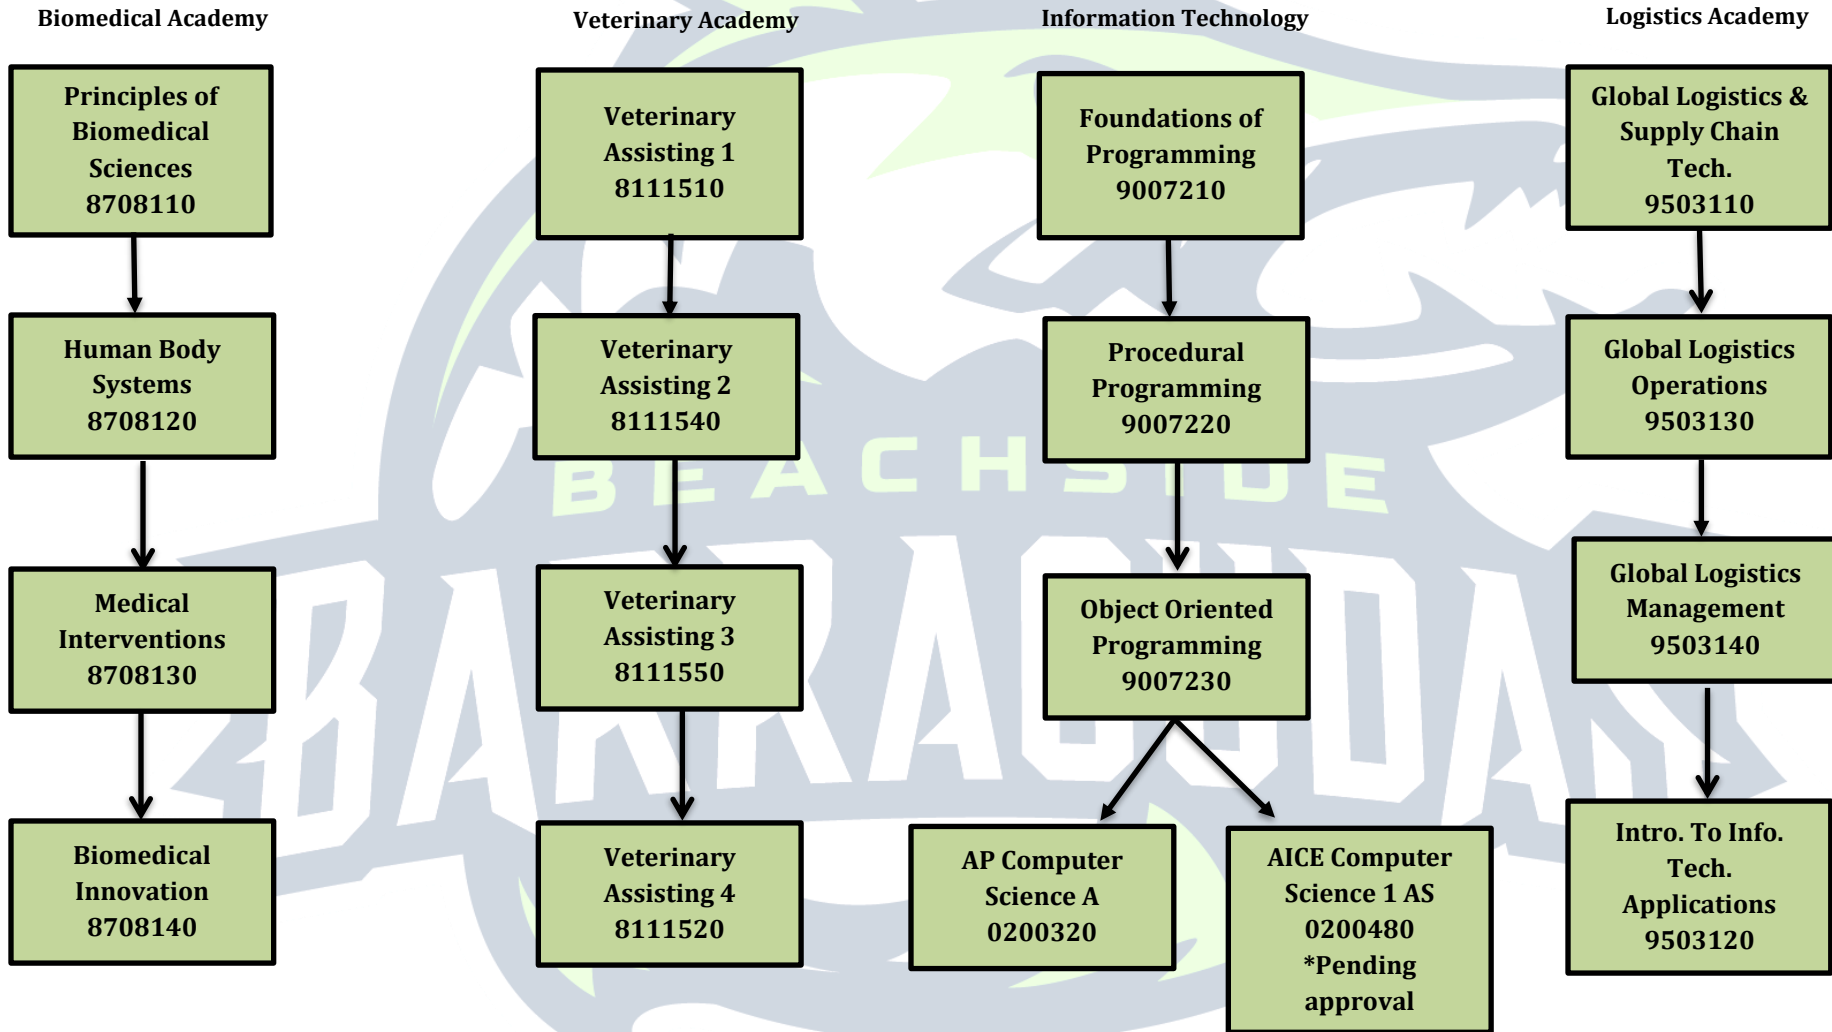 Biomedical Academy
Veterinary Academy
Information Technology
Logistics Academy
Principles of
Biomedical
Sciences
8708110
Human Body
Systems
8708120
Medical
Interventions
8708130
Biomedical
Innovation
8708140
Veterinary
Assisting 1
8111510
Veterinary
Assisting 2
8111540
Veterinary
Assisting 3
8111550
Veterinary
Assisting 4
8111520
Foundations of
Programming
9007210
Procedural
Programming
9007220
Object Oriented
Programming
9007230
AP Computer
Science A
0200320
AICE Computer
Science 1 AS
0200480
*Pending
approval
Global Logistics &
Supply Chain
Tech.
9503110
Global Logistics
Operations
9503130
Global Logistics
Management
9503140
Intro. To Info.
Tech.
Applications
9503120
BEACHSIDE
BARRACUDAS